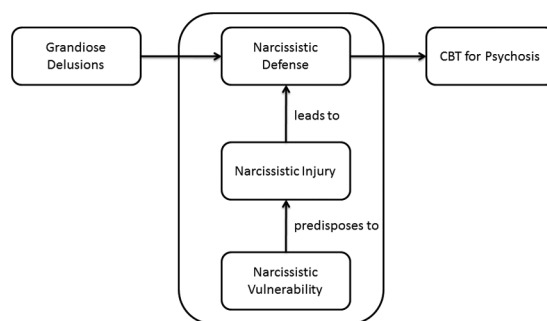 Grandiose
Delusions
Narcissistic
Defense
CBT for Psychosis
leads to
Narcissistic Injury
predisposes to
Narcissistic
Vulnerability